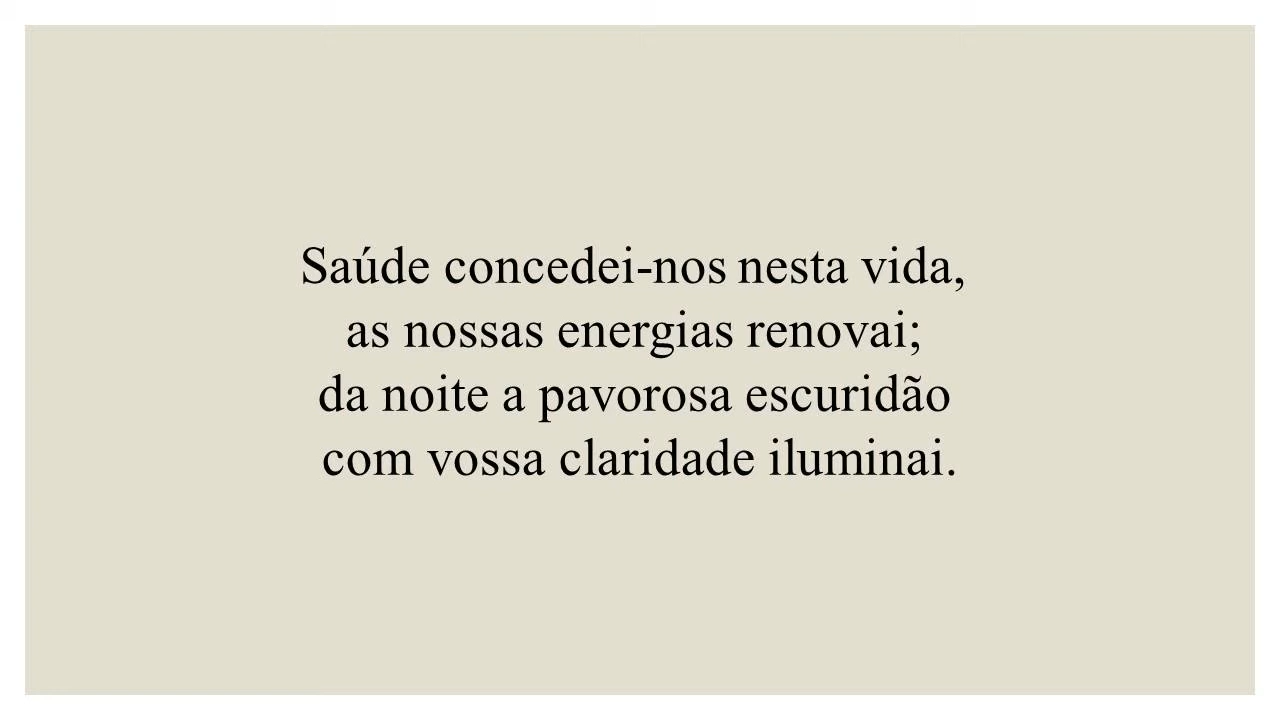 Saúde concedei-nos nesta vida,
as nossas energias renovai;
da noite a pavorosa escuridão
com vossa claridade iluminai.